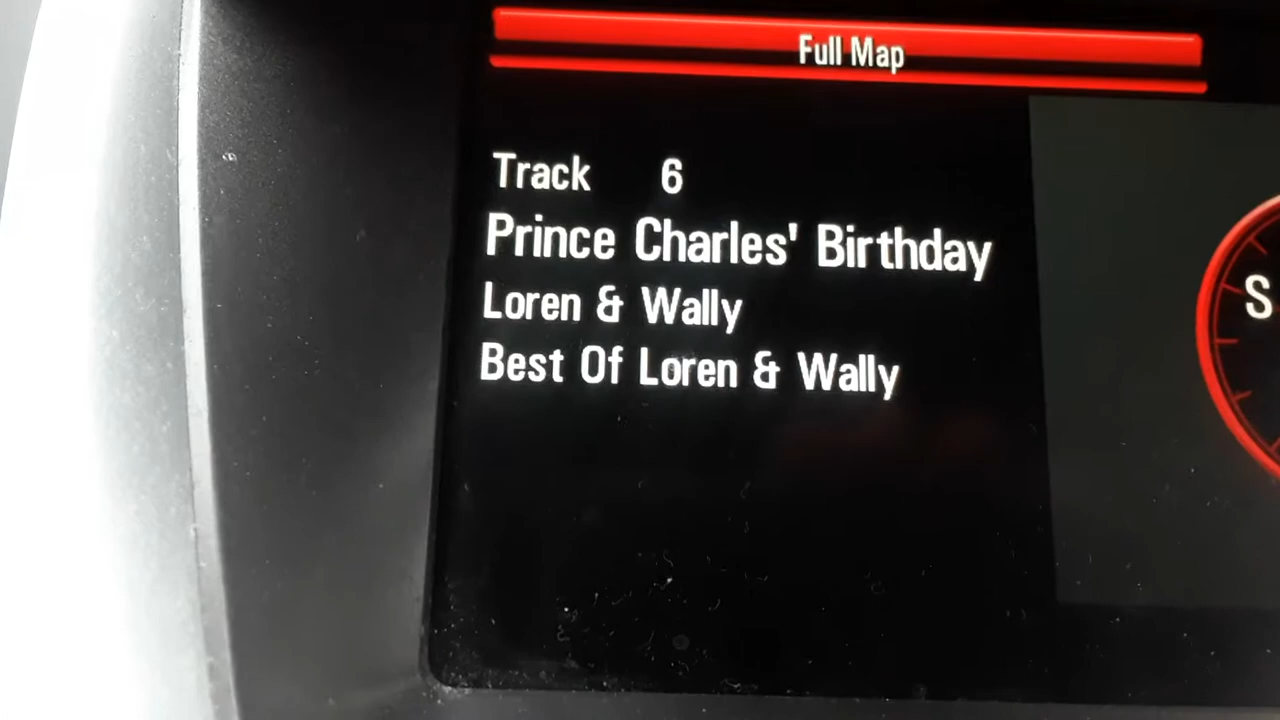 Full Map
Track 6
Prince Charles' Birthday
Loren & Wally
Best Of Loren & Wally
S